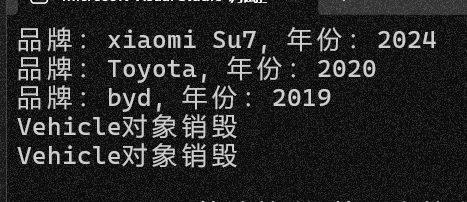 品牌: xiaomi Su7, 年份: 2024
品牌: Toyota, 年份: 2020
品牌: byd, 年份: 2019
Vehicle对象销毁
Vehicle对象销毁